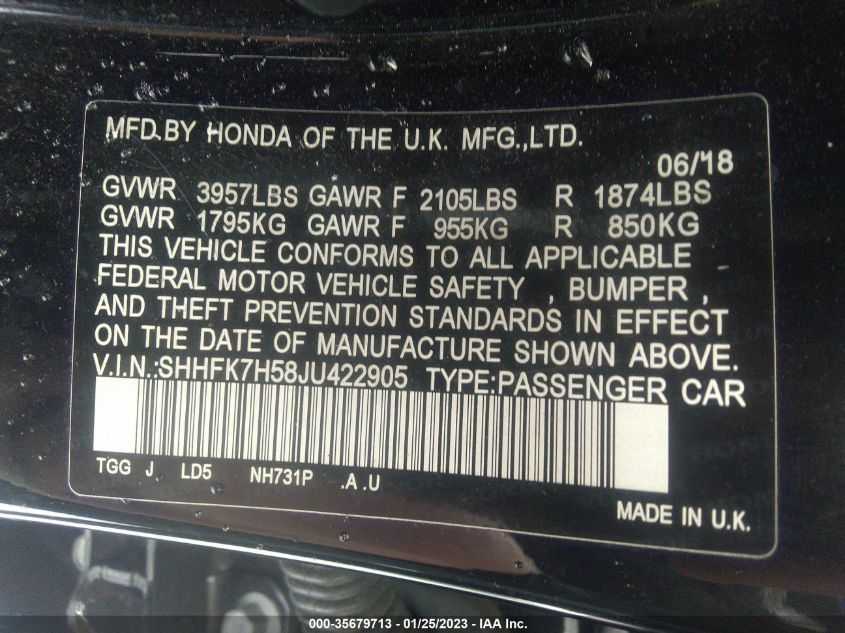 MFD.BY HONDA OF THE U.K. MFG.,LTD.
06/18
GVWR 3957LBS GAWR F 2105LBS R 1874LBS
GVWR 1795KG GAWR F 955KG R 850KG
THIS VEHICLE CONFORMS TO ALL APPLICABLE
FEDERAL MOTOR VEHICLE SAFETY , BUMPER ,
AND THEFT PREVENTION STANDARDS IN EFFECT
ON THE DATE OF MANUFACTURE SHOWN ABOVE.
V.I.N.:SHHFK7H58JU422905 TYPE:PASSENGER CAR
TGG J LD5 NH731P .A .U
MADE IN U.K.
000-35679713 — 01/25/2023 — IAA Inc.